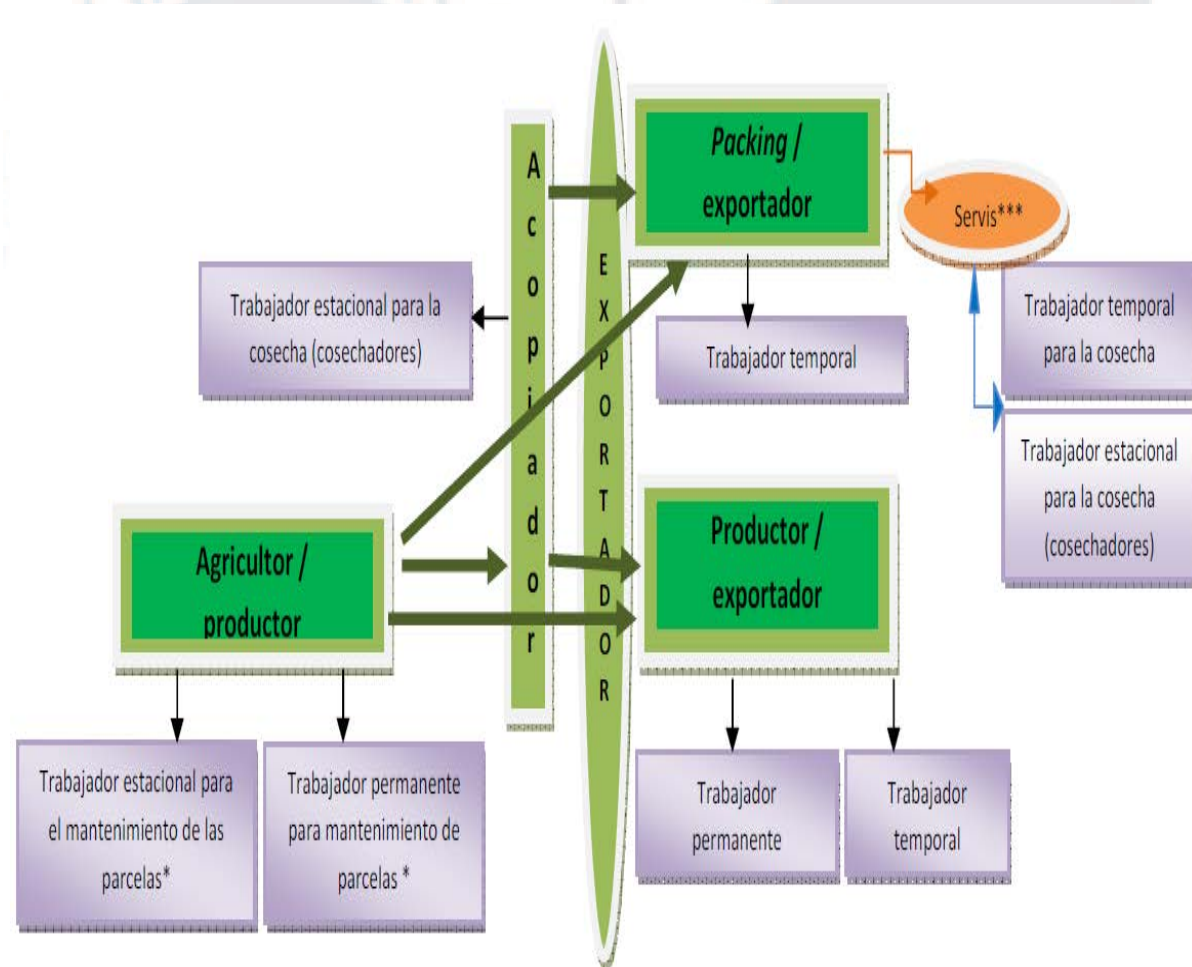 Acopiador
EXPORTADOR
Packing /
exportador
Servis***
Trabajador estacional para la
cosecha (cosechadores)
Trabajador temporal
Trabajador temporal
para la cosecha
Trabajador estacional
para la cosecha
(cosechadores)
Agricultor /
productor
Productor /
exportador
Trabajador estacional para
el mantenimiento de las
parcelas*
Trabajador permanente
para mantenimiento de
parcelas *
Trabajador
permanente
Trabajador
temporal